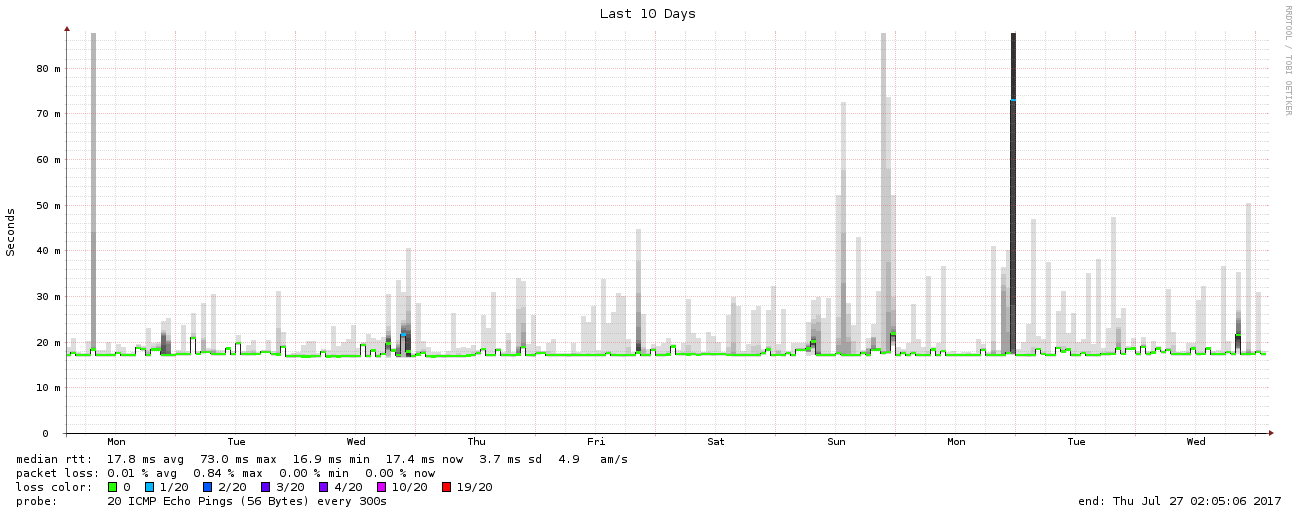 Last 10 Days
RRDTOOL / TOBI OETIKER
Seconds
80 m
70 m
60 m
50 m
40 m
30 m
20 m
10 m
0
Mon Tue Wed Thu Fri Sat Sun Mon Tue Wed
median rtt: 17.8 ms avg 73.0 ms max 16.9 ms min 17.4 ms now 3.7 ms sd 4.9 am/s
packet loss: 0.01 % avg 0.84 % max 0.00 % min 0.00 % now
loss color: 0 1/20 2/20 3/20 4/20 10/20 19/20
probe: 20 ICMP Echo Pings (56 Bytes) every 300s end: Thu Jul 27 02:05:06 2017